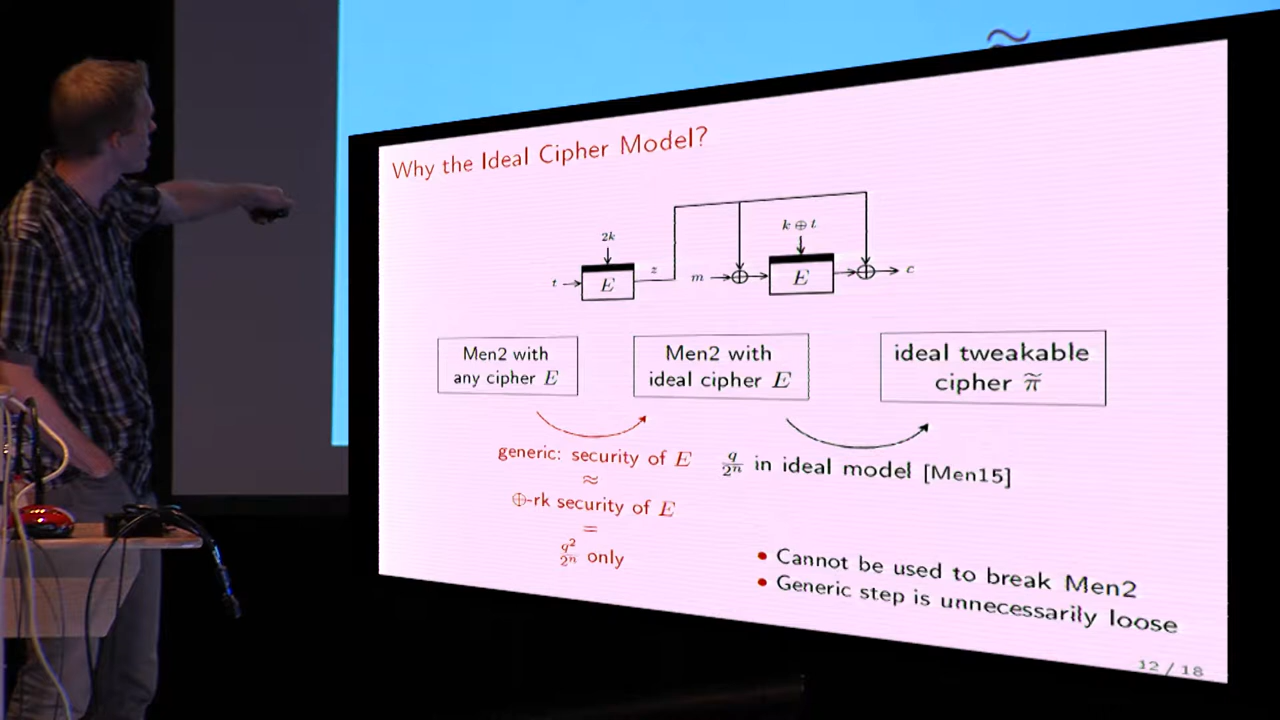 ≈
Why the Ideal Cipher Model?
2k
k ⊕ t
t
E
z
m
E
c
Men2 with
any cipher E
Men2 with
ideal cipher E
ideal tweakable
cipher π̃
generic: security of E
≈
⊕-rk security of E
=
q²/2ⁿ only
q/2ⁿ in ideal model [Men15]
• Cannot be used to break Men2
• Generic step is unnecessarily loose
12 / 18